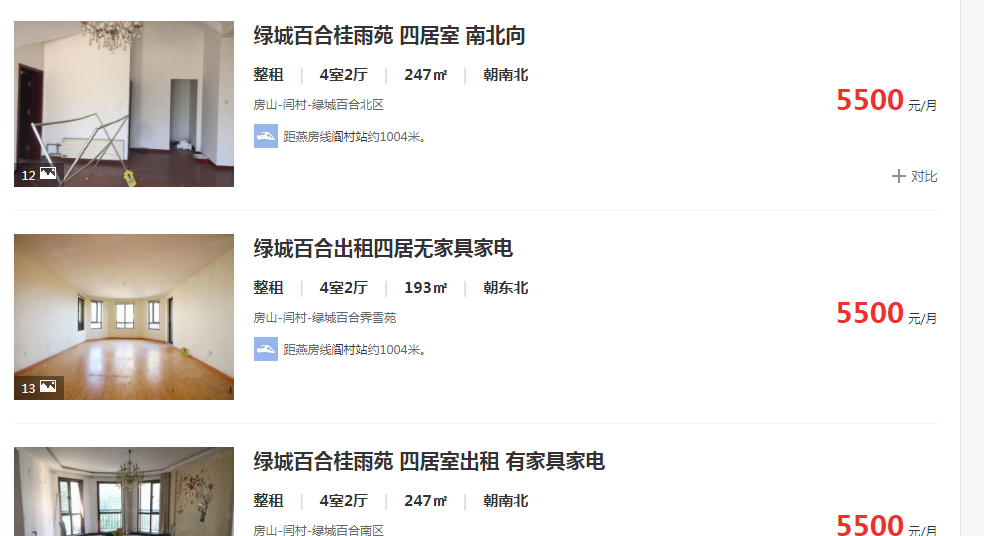 绿城百合桂雨苑 四居室 南北向
整租 | 4室2厅 | 247㎡ | 朝南北
5500 元/月
房山-闫村-绿城百合北区
距燕房线阎村站约1004米。
12
对比
绿城百合出租四居无家具家电
整租 | 4室2厅 | 193㎡ | 朝东北
5500 元/月
房山-闫村-绿城百合霁雪苑
距燕房线阎村站约1004米。
13
绿城百合桂雨苑 四居室出租 有家具家电
整租 | 4室2厅 | 247㎡ | 朝南北
5500 元/月
房山-闫村-绿城百合南区